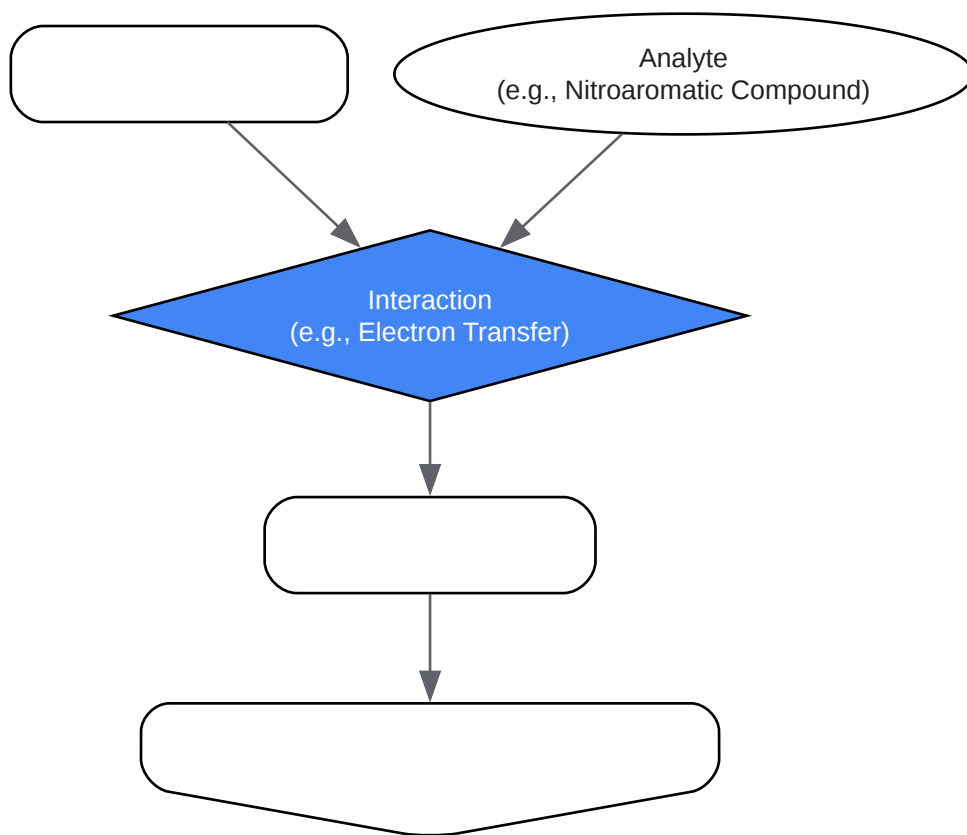 Analyte
(e.g., Nitroaromatic Compound)
Interaction
(e.g., Electron Transfer)